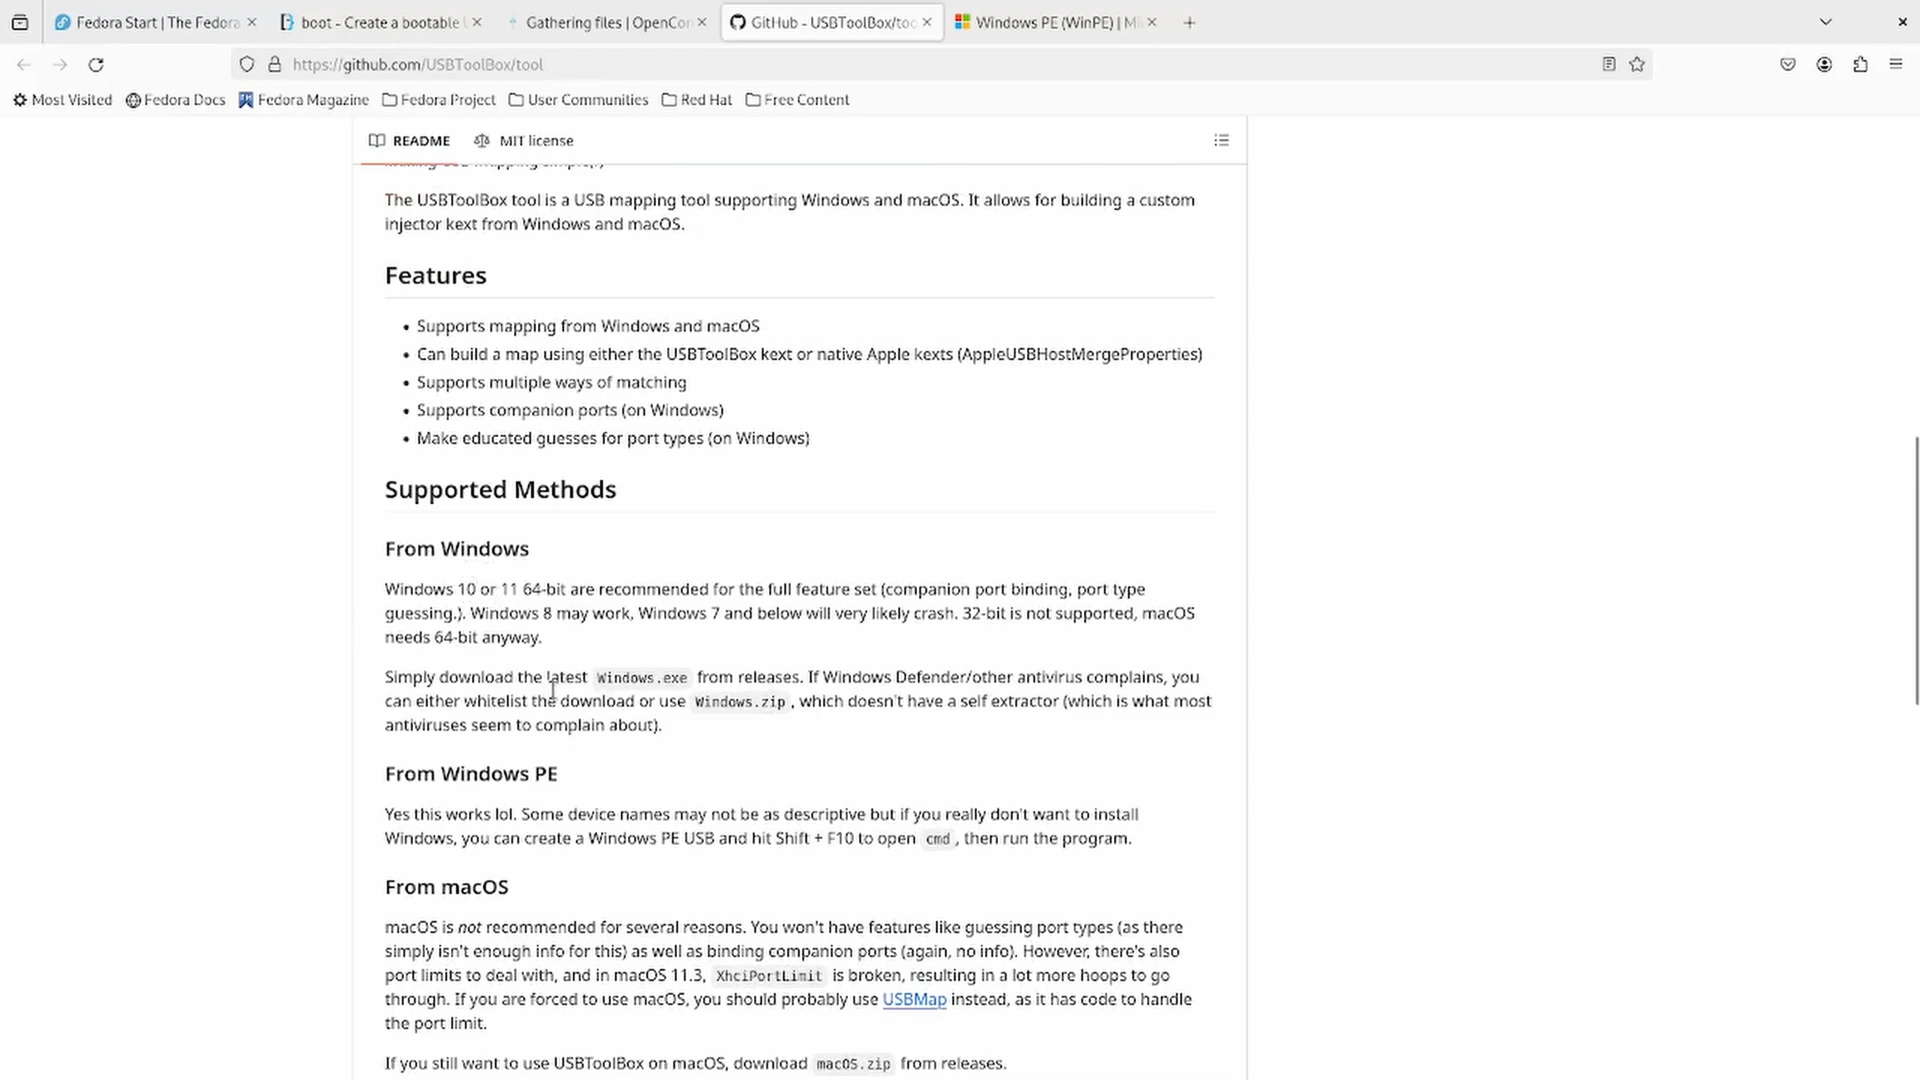 Fedora Start | The Fedora
boot - Create a bootable
Gathering files | OpenCor
GitHub - USBToolBox/too
Windows PE (WinPE) | Mi
https://github.com/USBToolBox/tool
Most Visited
Fedora Docs
Fedora Magazine
Fedora Project
User Communities
Red Hat
Free Content
README
MIT license
The USBToolBox tool is a USB mapping tool supporting Windows and macOS. It allows for building a custom
injector kext from Windows and macOS.
Features
• Supports mapping from Windows and macOS
• Can build a map using either the USBToolBox kext or native Apple kexts (AppleUSBHostMergeProperties)
• Supports multiple ways of matching
• Supports companion ports (on Windows)
• Make educated guesses for port types (on Windows)
Supported Methods
From Windows
Windows 10 or 11 64-bit are recommended for the full feature set (companion port binding, port type
guessing.). Windows 8 may work, Windows 7 and below will very likely crash. 32-bit is not supported, macOS
needs 64-bit anyway.
Simply download the latest Windows.exe from releases. If Windows Defender/other antivirus complains, you
can either whitelist the download or use Windows.zip, which doesn't have a self extractor (which is what most
antiviruses seem to complain about).
From Windows PE
Yes this works lol. Some device names may not be as descriptive but if you really don't want to install
Windows, you can create a Windows PE USB and hit Shift + F10 to open cmd, then run the program.
From macOS
macOS is not recommended for several reasons. You won't have features like guessing port types (as there
simply isn't enough info for this) as well as binding companion ports (again, no info). However, there's also
port limits to deal with, and in macOS 11.3, XhciPortLimit is broken, resulting in a lot more hoops to go
through. If you are forced to use macOS, you should probably use USBMap instead, as it has code to handle
the port limit.
If you still want to use USBToolBox on macOS, download macOS.zip from releases.